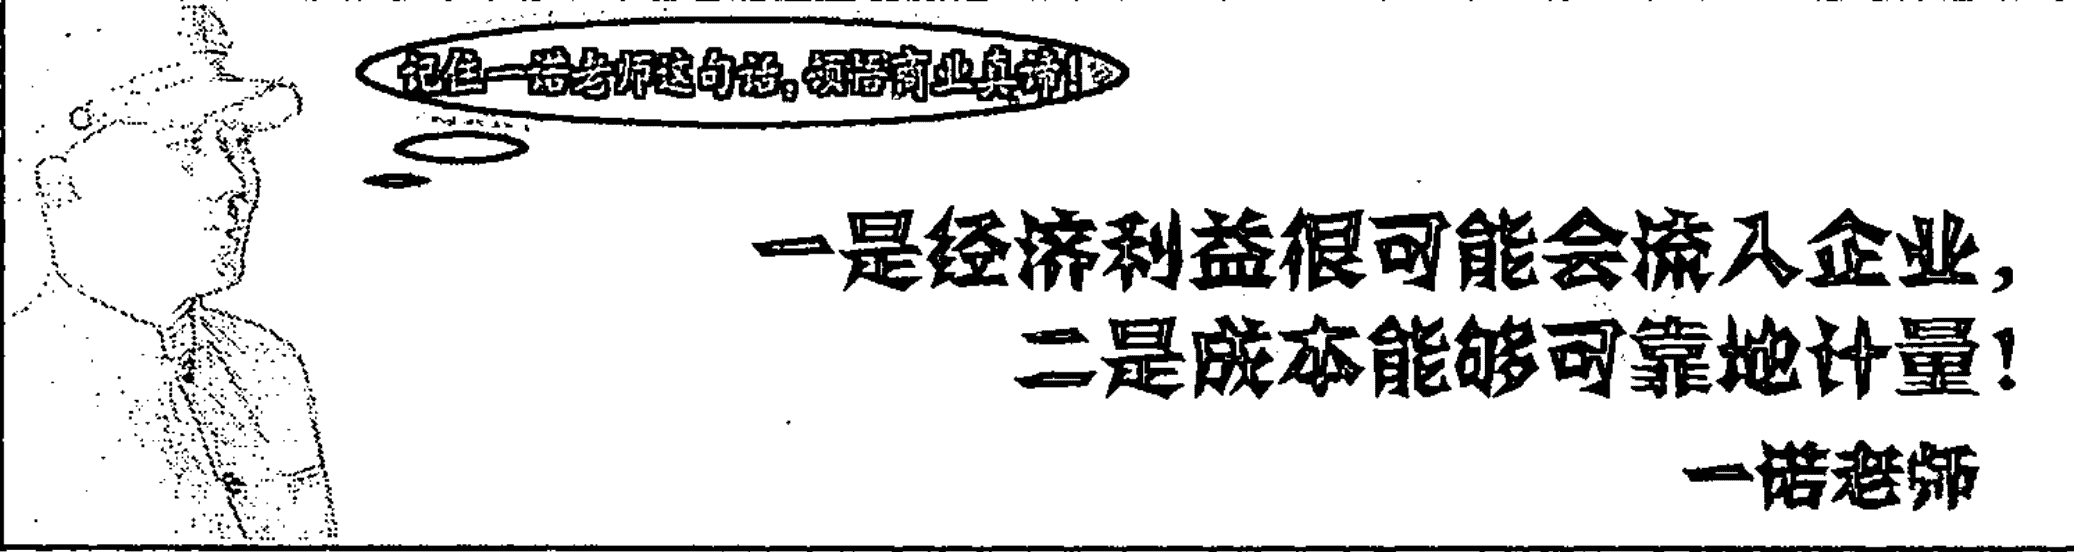 记住一诺老师这句话，领悟商业真谛！
一是经济利益很可能会流入企业，
二是成本能够可靠地计量！
一诺老师